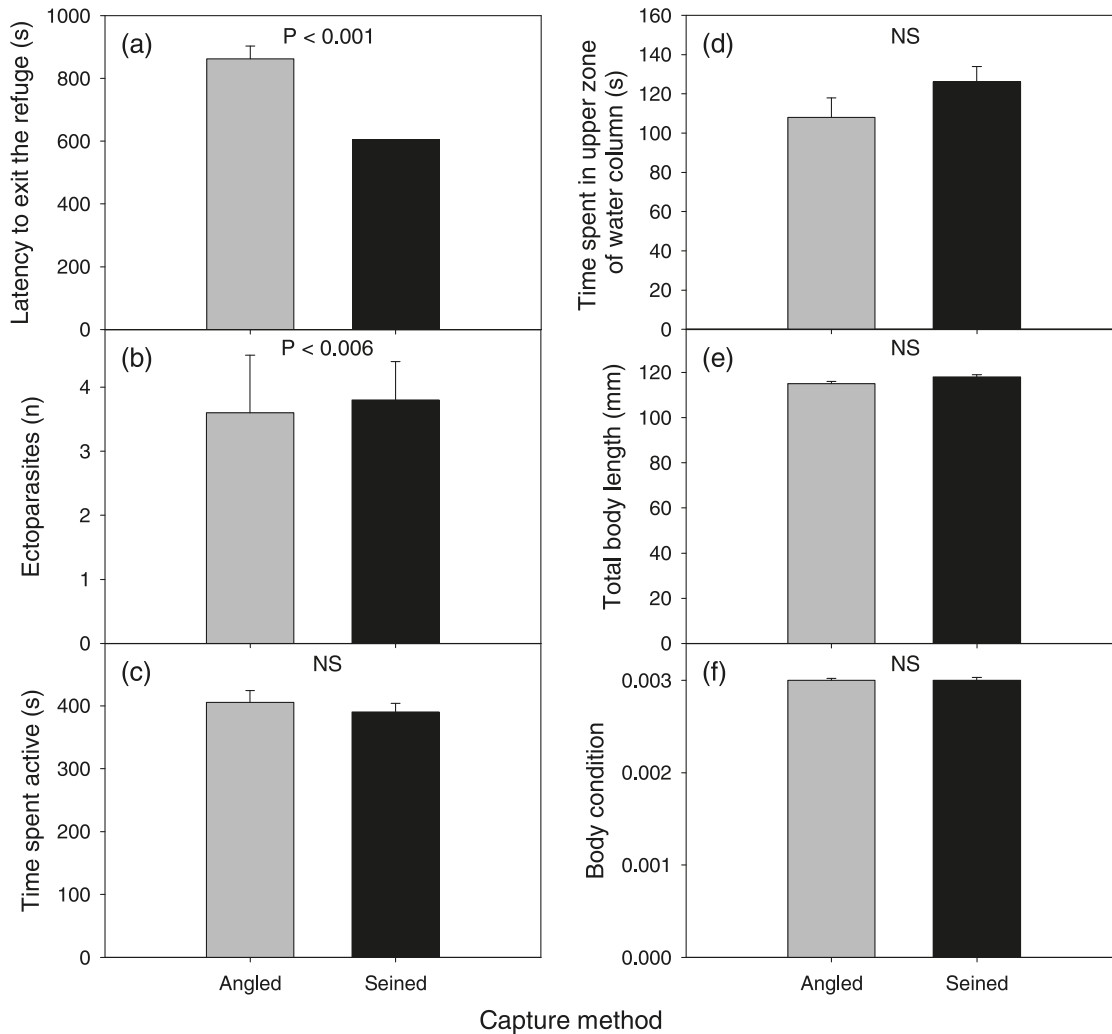 (a)
P < 0.001
Latency to exit the refuge (s)
1000
800
600
400
200
0
(b)
P < 0.006
Ectoparasites (n)
4
3
2
1
0
(c)
NS
Time spent active (s)
400
300
200
100
0
Angled
Seined
(d)
NS
Time spent in upper zone
of water column (s)
160
140
120
100
80
60
40
20
0
(e)
NS
Total body length (mm)
120
100
80
60
40
20
0
(f)
NS
Body condition
0.003
0.002
0.001
0.000
Angled
Seined
Capture method